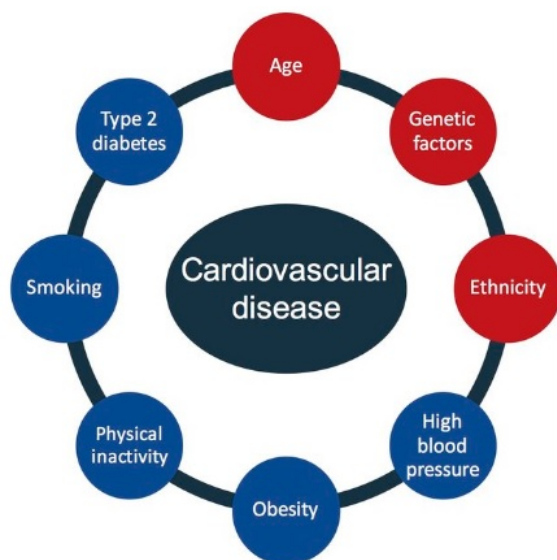 Age
Genetic
factors
Ethnicity
High
blood
pressure
Obesity
Physical
inactivity
Smoking
Type 2
diabetes
Cardiovascular
disease